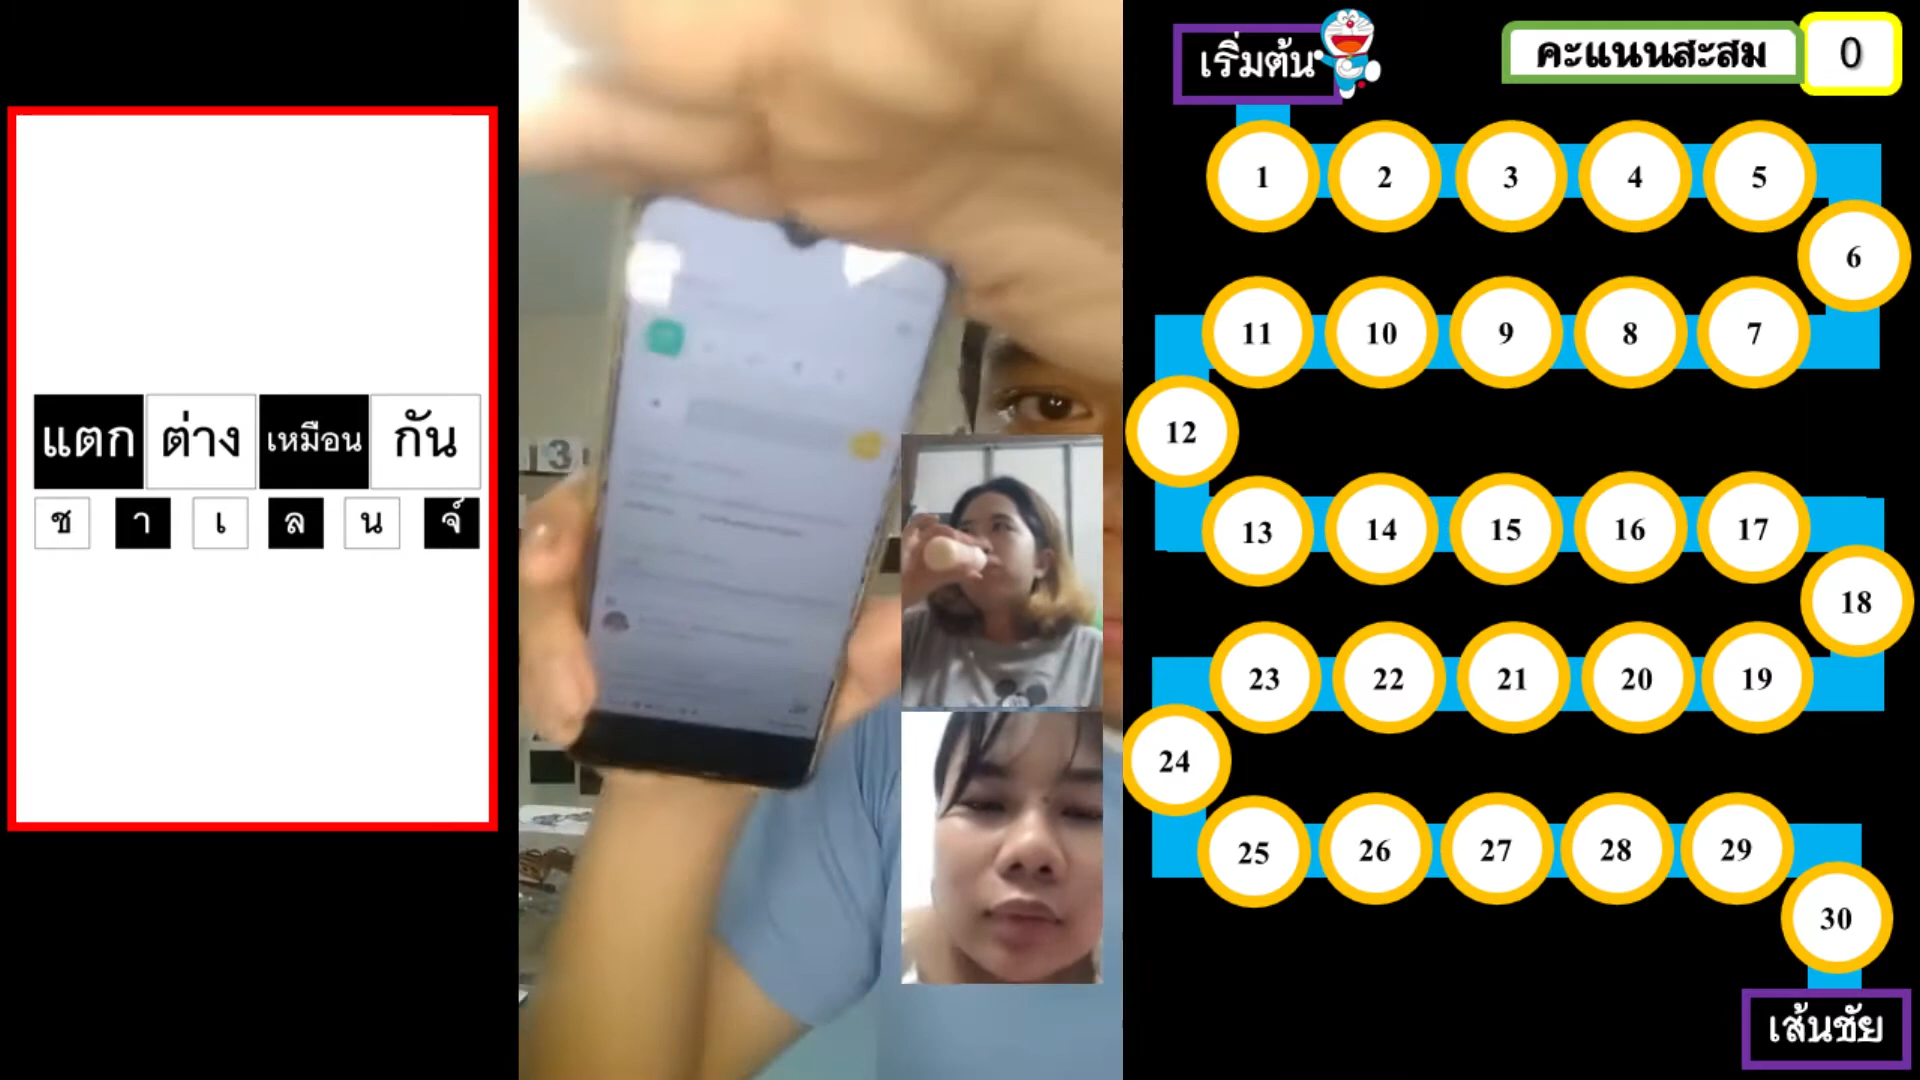 แตก ต่าง เหมือน กัน
ช า เ ล น จ์
3
เริ่มต้น
คะแนนสะสม 0
1 2 3 4 5
6
11 10 9 8 7
12
13 14 15 16 17
18
23 22 21 20 19
24
25 26 27 28 29
30
เส้นชัย